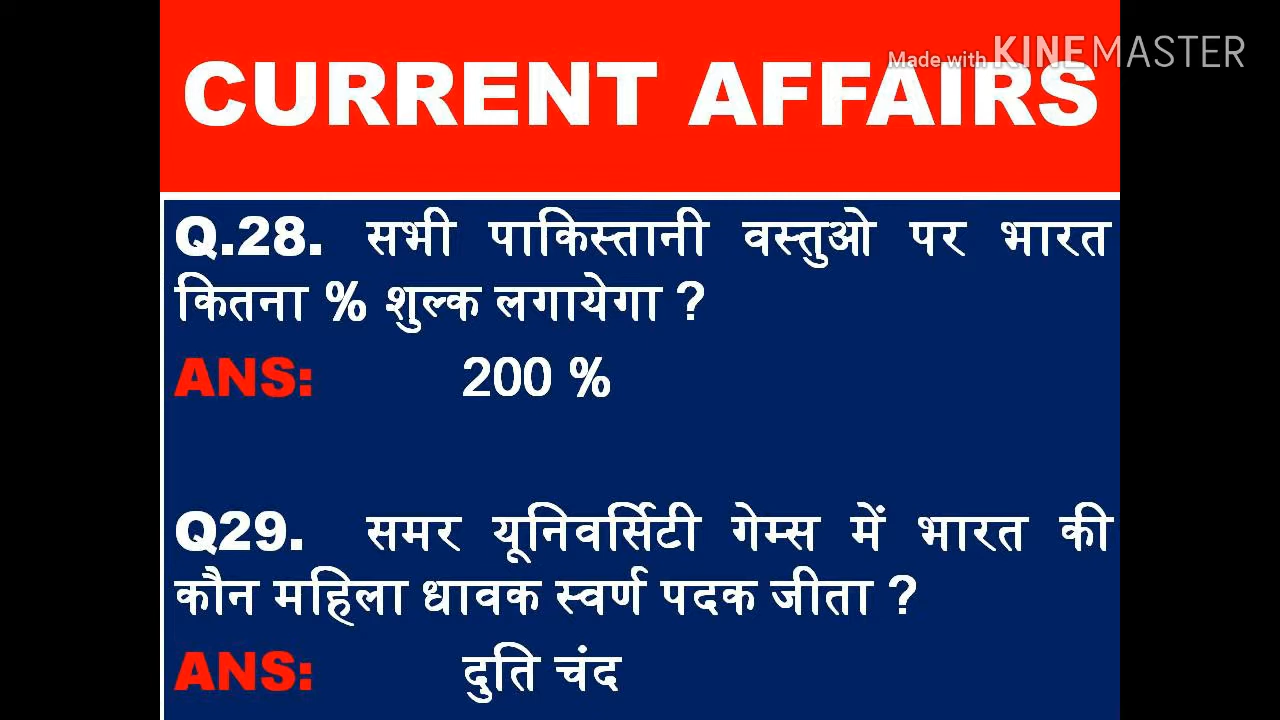 Made with KINEMASTER
CURRENT AFFAIRS
Q.28. सभी पाकिस्तानी वस्तुओ पर भारत
कितना % शुल्क लगायेगा ?
ANS: 200 %
Q29. समर यूनिवर्सिटी गेम्स में भारत की
कौन महिला धावक स्वर्ण पदक जीता ?
ANS: दुति चंद